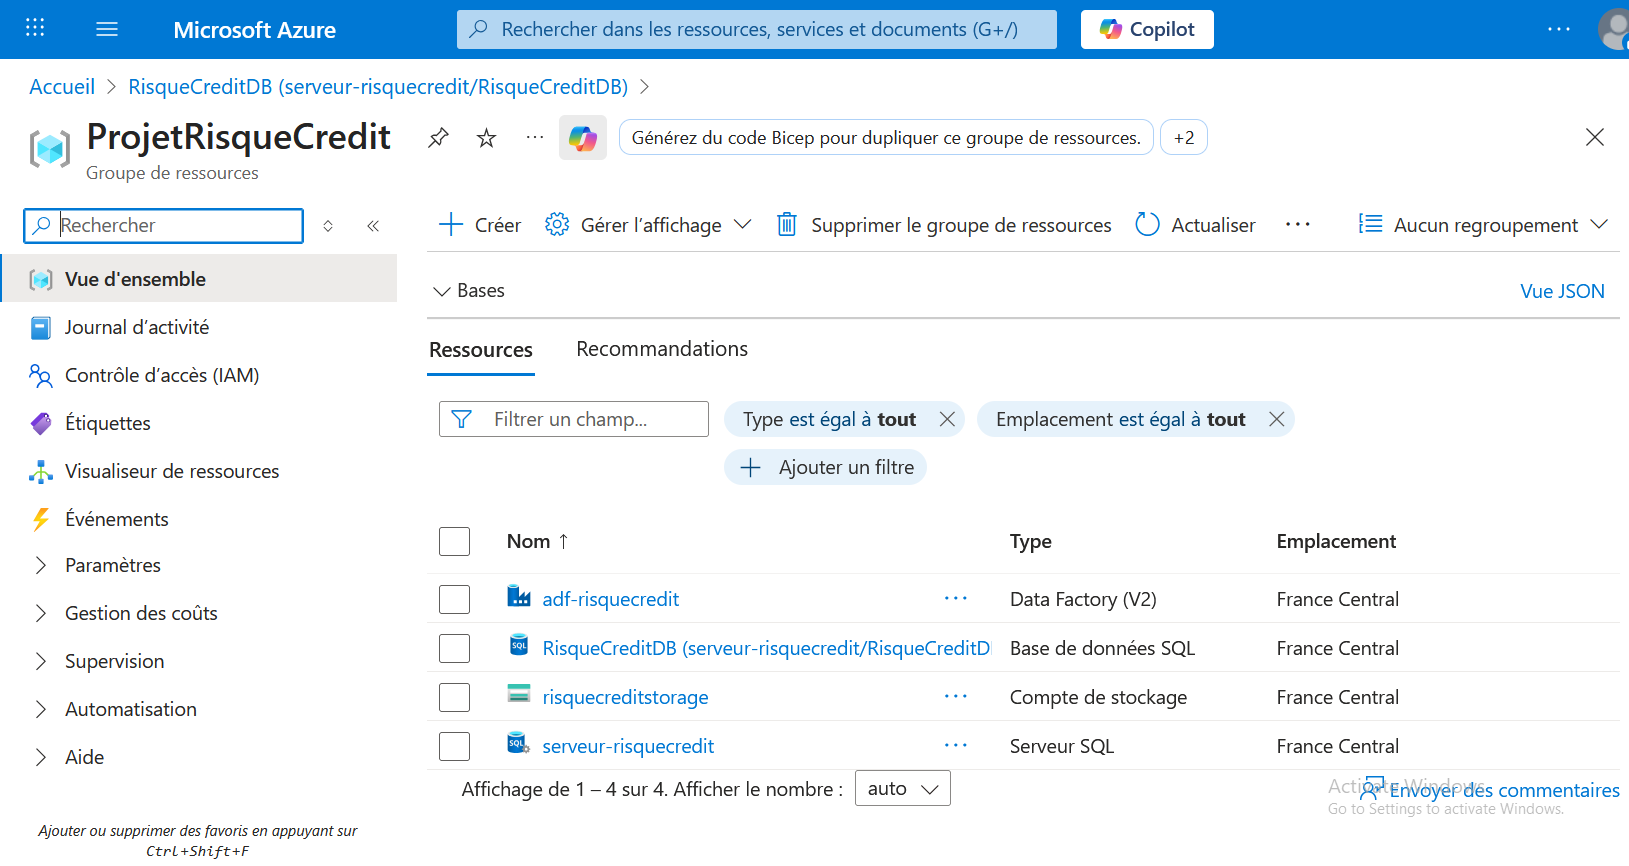 Microsoft Azure
Rechercher dans les ressources, services et documents (G+/)
Copilot
Accueil > RisqueCreditDB (serveur-risquecredit/RisqueCreditDB) >
ProjetRisqueCredit
Groupe de ressources
Générez du code Bicep pour dupliquer ce groupe de ressources.
+2
Rechercher
Vue d'ensemble
Journal d’activité
Contrôle d’accès (IAM)
Étiquettes
Visualiseur de ressources
Événements
Paramètres
Gestion des coûts
Supervision
Automatisation
Aide
Ajouter ou supprimer des favoris en appuyant sur
Ctrl+Shift+F
Créer
Gérer l’affichage
Supprimer le groupe de ressources
Actualiser
Aucun regroupement
Bases
Vue JSON
Ressources
Recommandations
Filtrer un champ...
Type est égal à tout
Emplacement est égal à tout
Ajouter un filtre
Nom ↑ Type Emplacement
adf-risquecredit ··· Data Factory (V2) France Central
RisqueCreditDB (serveur-risquecredit/RisqueCreditD Base de données SQL France Central
risquecreditstorage ··· Compte de stockage France Central
serveur-risquecredit ··· Serveur SQL France Central
Affichage de 1 – 4 sur 4. Afficher le nombre : auto
Envoyer des commentaires
Activate Windows
Go to Settings to activate Windows.